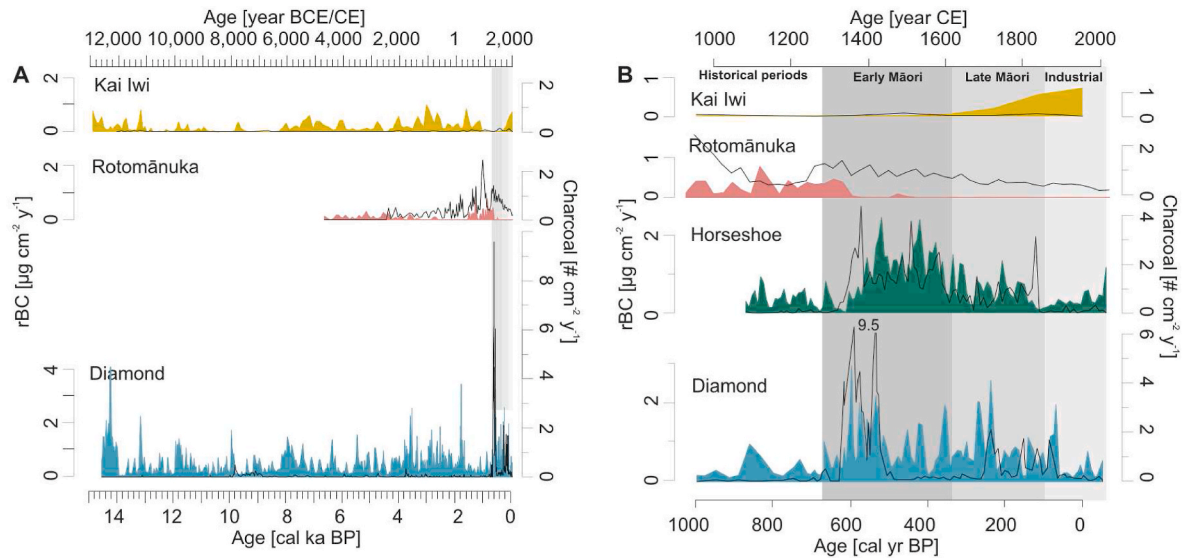 Age [year BCE/CE]
12,000 10,000 8,000 6,000 4,000 2,000 1 2,000
A
Kai Iwi
2
0
2
0
Rotomānuka
2
0
2
0
rBC [µg cm⁻² y⁻¹]
Charcoal [# cm⁻² y⁻¹]
8
6
4
2
0
Diamond
4
2
0
14 12 10 8 6 4 2 0
Age [cal ka BP]
Age [year CE]
1000 1200 1400 1600 1800 2000
B
Historical periods Early Māori Late Māori Industrial
Kai Iwi
1
0
1
0
Rotomānuka
1
0
2
0
Horseshoe
2
0
4
2
0
rBC [µg cm⁻² y⁻¹]
Charcoal [# cm⁻² y⁻¹]
9.5
Diamond
2
0
6
4
2
0
1000 800 600 400 200 0
Age [cal yr BP]